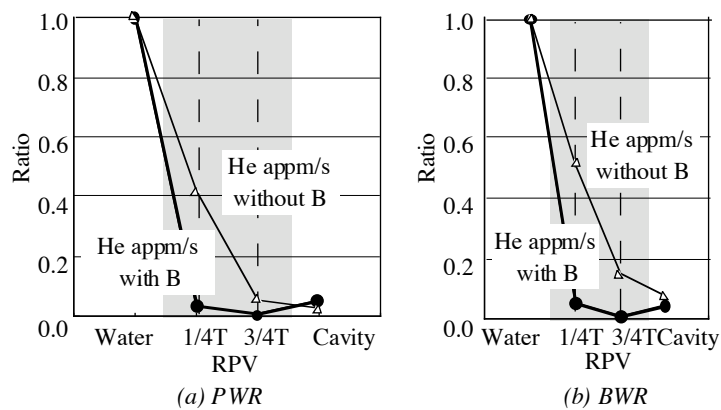 1.0
0.8
0.6
0.4
0.2
0.0
Ratio
He appm/s
without B
He appm/s
with B
Water
1/4T
3/4T
Cavity
RPV
(a) PWR
1.0
0.8
0.6
0.4
0.2
0.0
Ratio
He appm/s
without B
He appm/s
with B
Water
1/4T
3/4T
Cavity
RPV
(b) BWR